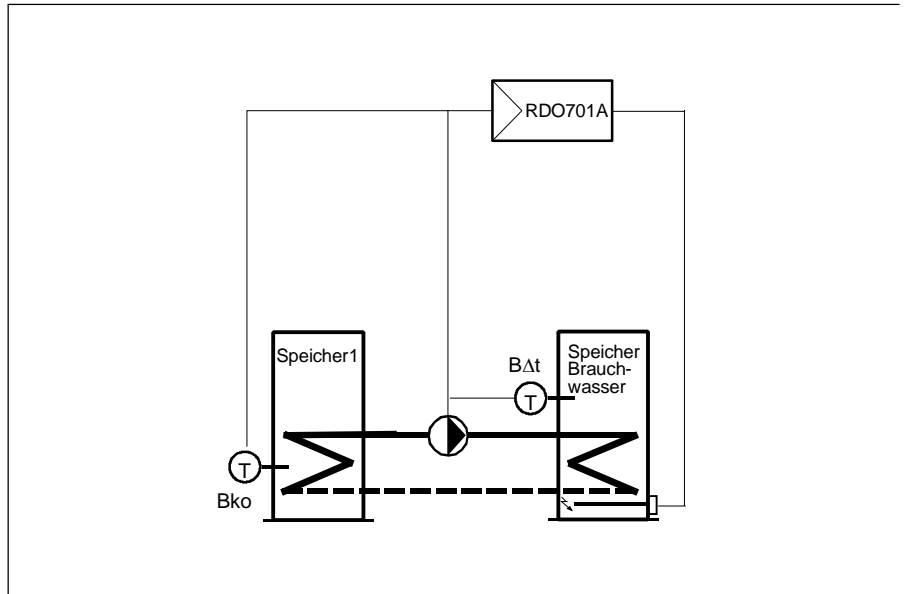 RDO701A
Speicher1
BΔt
T
Speicher
Brauch-
wasser
T
Bko